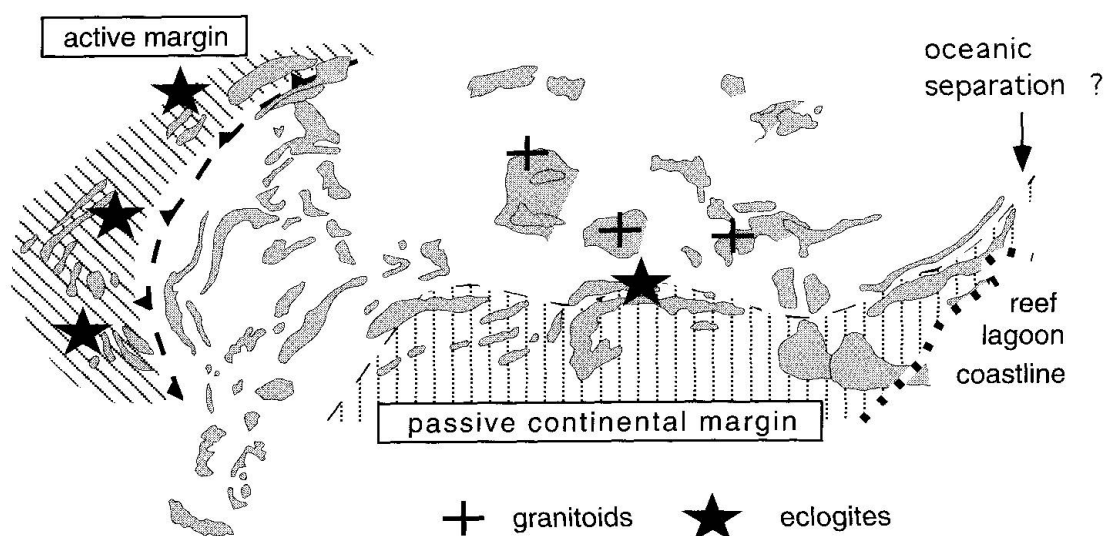 active margin
oceanic
separation ?
reef
lagoon
coastline
passive continental margin
granitoids
eclogites